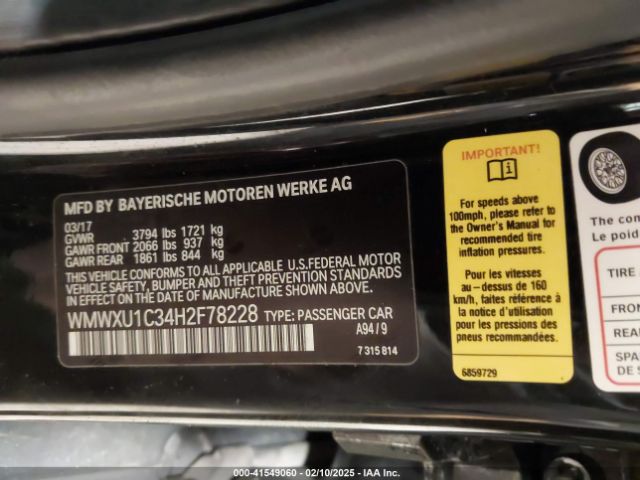 MFD BY BAYERISCHE MOTOREN WERKE AG
03/17
GVWR 3794 lbs 1721 kg
GAWR FRONT 2066 lbs 937 kg
GAWR REAR 1861 lbs 844 kg
THIS VEHICLE CONFORMS TO ALL APPLICABLE U.S.FEDERAL MOTOR
VEHICLE SAFETY, BUMPER AND THEFT PREVENTION STANDARDS
IN EFFECT ON THE DATE OF MANUFACTURE SHOWN ABOVE.
WMWXU1C34H2F78228 TYPE: PASSENGER CAR
A94/9
7 315 814
IMPORTANT!
For speeds above
100mph, please refer to
the Owner's Manual for
recommended tire
inflation pressures.
Pour les vitesses
au-dessus de 160
km/h, faites référence à
la notice d'utilisation
pour les pressions des
pneus recommandées.
6859729
The co
Le poid
TIRE
FRON
REA
SPA
DE S
000-41549060 - 02/10/2025 - IAA Inc.